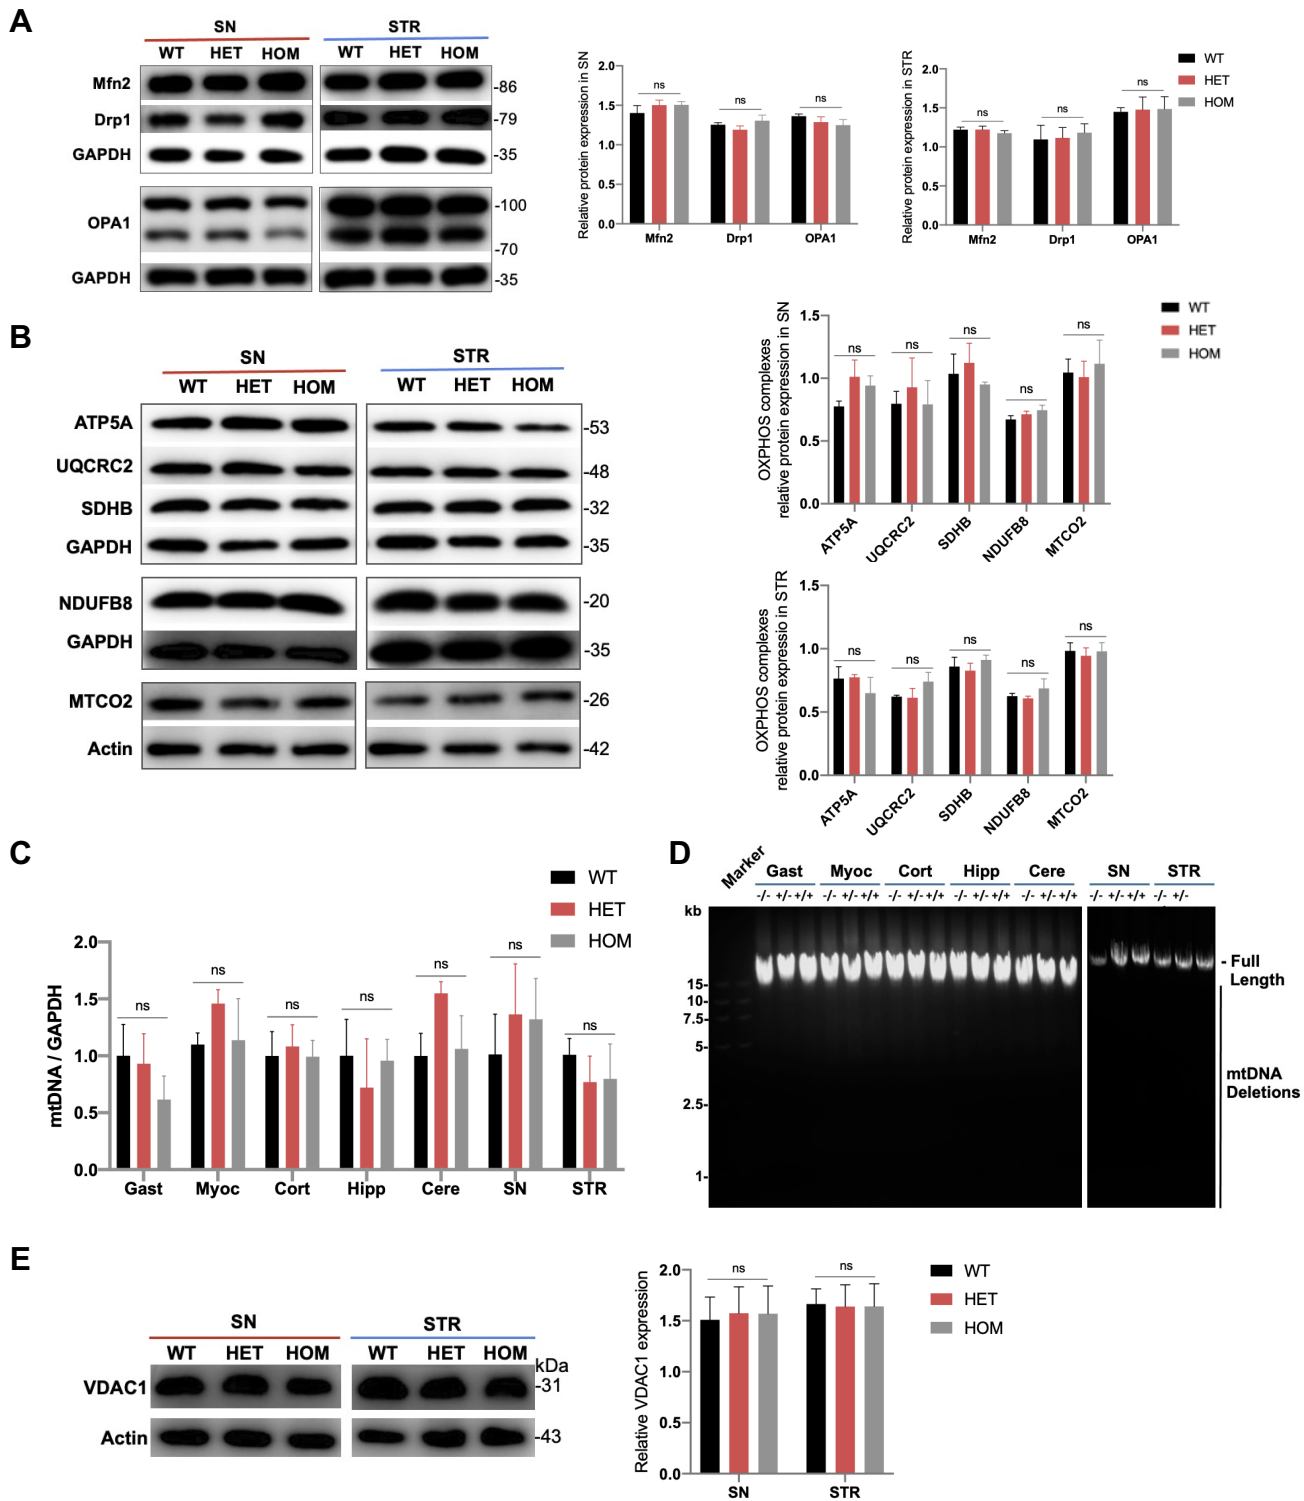 A
SN
STR
WT HET HOM
WT HET HOM
Mfn2
-86
Drp1
-79
GAPDH
-35
OPA1
-100
-70
GAPDH
-35
Relative protein expression in SN
2.0
1.5
1.0
0.5
0.0
ns
ns
ns
Mfn2
Drp1
OPA1
Relative protein expression in STR
2.0
1.5
1.0
0.5
0.0
ns
ns
ns
Mfn2
Drp1
OPA1
WT
HET
HOM
B
SN
STR
WT HET HOM
WT HET HOM
ATP5A
-53
UQCRC2
-48
SDHB
-32
GAPDH
-35
NDUFB8
-20
GAPDH
-35
MTCO2
-26
Actin
-42
OXPHOS complexes
relative protein expression in SN
1.5
1.0
0.5
0.0
ns
ns
ns
ns
ns
ATP5A
UQCRC2
SDHB
NDUFB8
MTCO2
WT
HET
HOM
OXPHOS complexes
relative protein expressio in STR
1.5
1.0
0.5
0.0
ns
ns
ns
ns
ns
ATP5A
UQCRC2
SDHB
NDUFB8
MTCO2
C
WT
HET
HOM
mtDNA / GAPDH
2.0
1.5
1.0
0.5
0.0
ns
ns
ns
ns
ns
ns
ns
Gast
Myoc
Cort
Hipp
Cere
SN
STR
D
Marker
Gast Myoc Cort Hipp Cere SN STR
-/- +/- +/+ -/- +/- +/+ -/- +/- +/+ -/- +/- +/+ -/- +/- +/+ -/- +/- +/+ -/- +/-
kb
15-
10-
7.5-
5-
2.5-
1-
- Full
Length
mtDNA
Deletions
E
SN
STR
WT HET HOM
WT HET HOM
kDa
VDAC1
-31
Actin
-43
Relative VDAC1 expression
2.0
1.5
1.0
0.5
0.0
ns
ns
SN
STR
WT
HET
HOM